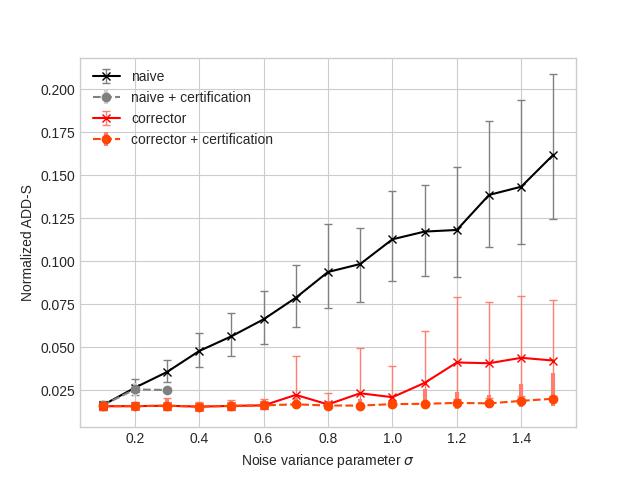 naive
naive + certification
corrector
corrector + certification
Normalized ADD-S
0.200
0.175
0.150
0.125
0.100
0.075
0.050
0.025
0.2 0.4 0.6 0.8 1.0 1.2 1.4
Noise variance parameter σ